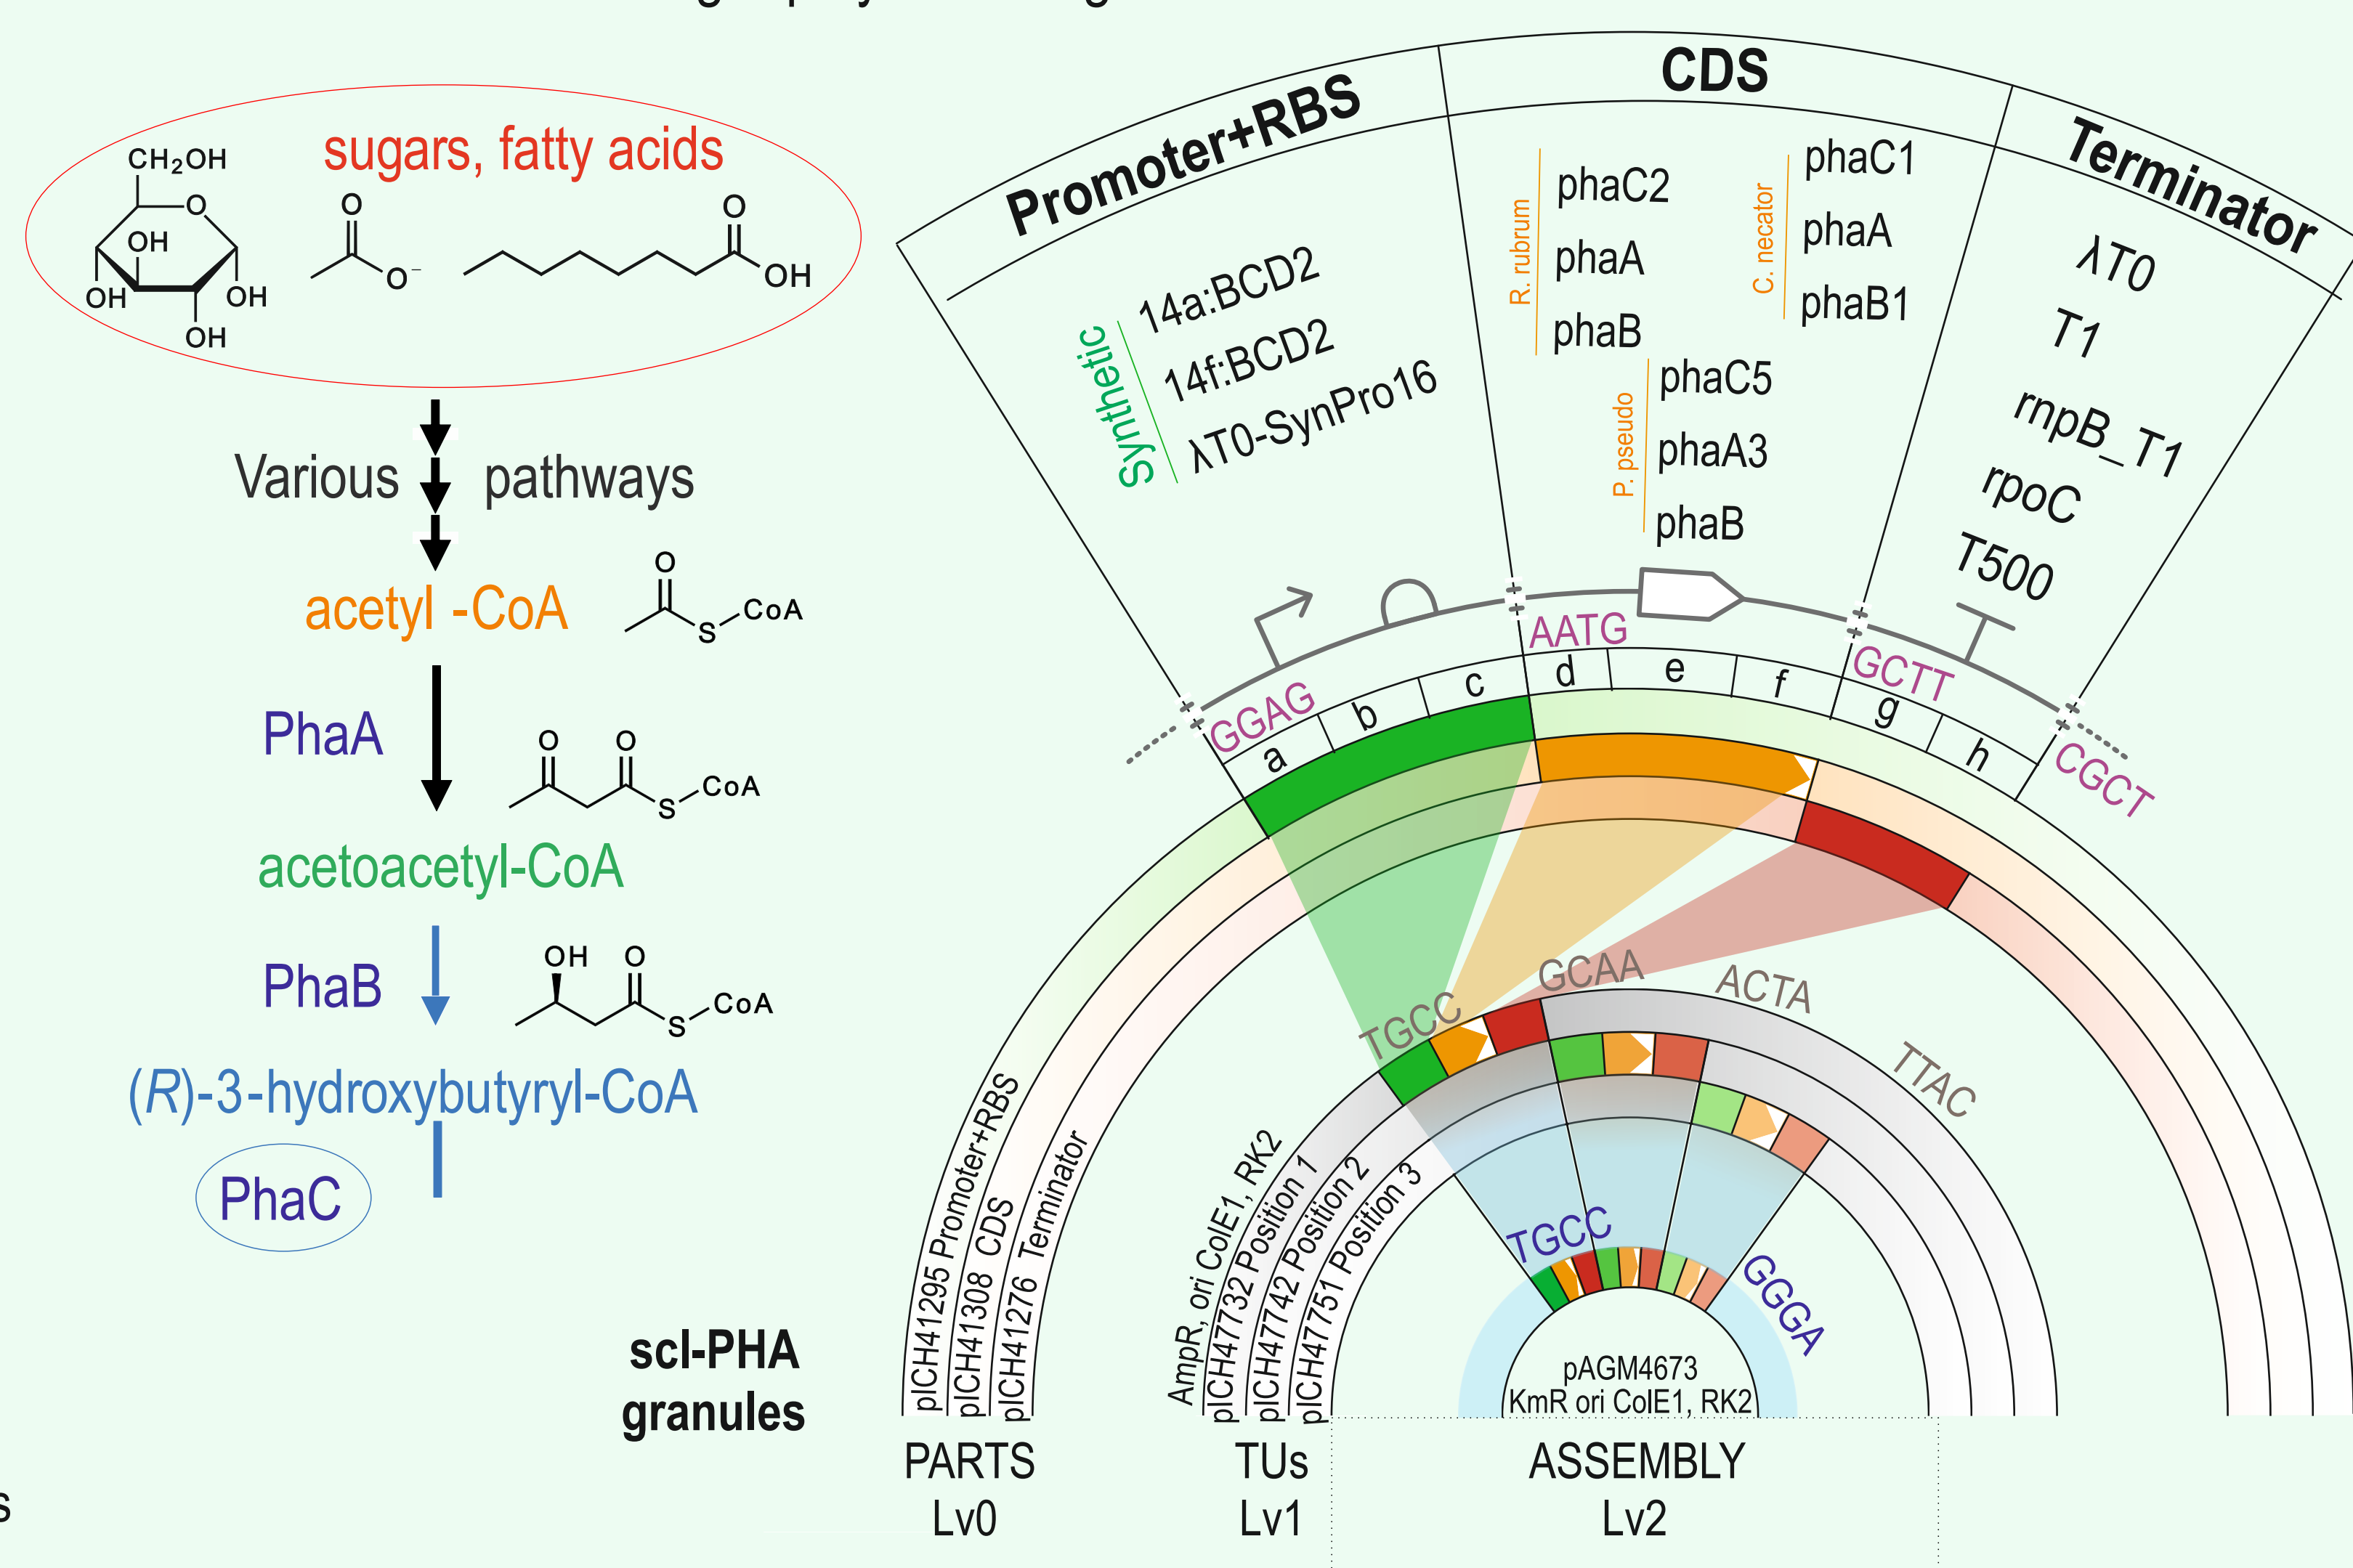 sugars, fatty acids
CH₂OH
O
OH
OH
OH
OH
O
O⁻
O
OH
Various pathways
acetyl -CoA
O
S
CoA
PhaA
O
O
S
CoA
acetoacetyl-CoA
PhaB
OH
O
S
CoA
(R)-3-hydroxybutyryl-CoA
PhaC
scl-PHA
granules
s
Promoter+RBS
CDS
Terminator
Synthetic
14a:BCD2
14f:BCD2
λT0-SynPro16
R. rubrum
phaC2
phaA
phaB
C. necator
phaC1
phaA
phaB1
P. pseudo
phaC5
phaA3
phaB
λT0
T1
rnpB_T1
rpoC
T500
GGAG
AATG
GCTT
CGCT
a
b
c
d
e
f
g
h
TGCC
GCAA
ACTA
TTAC
pICH41295 Promoter+RBS
pICH41308 CDS
pICH41276 Terminator
AmpR, ori ColE1, RK2
pICH47732 Position 1
pICH47742 Position 2
pICH47751 Position 3
TGCC
GGGA
pAGM4673
KmR ori ColE1, RK2
PARTS
Lv0
TUs
Lv1
ASSEMBLY
Lv2